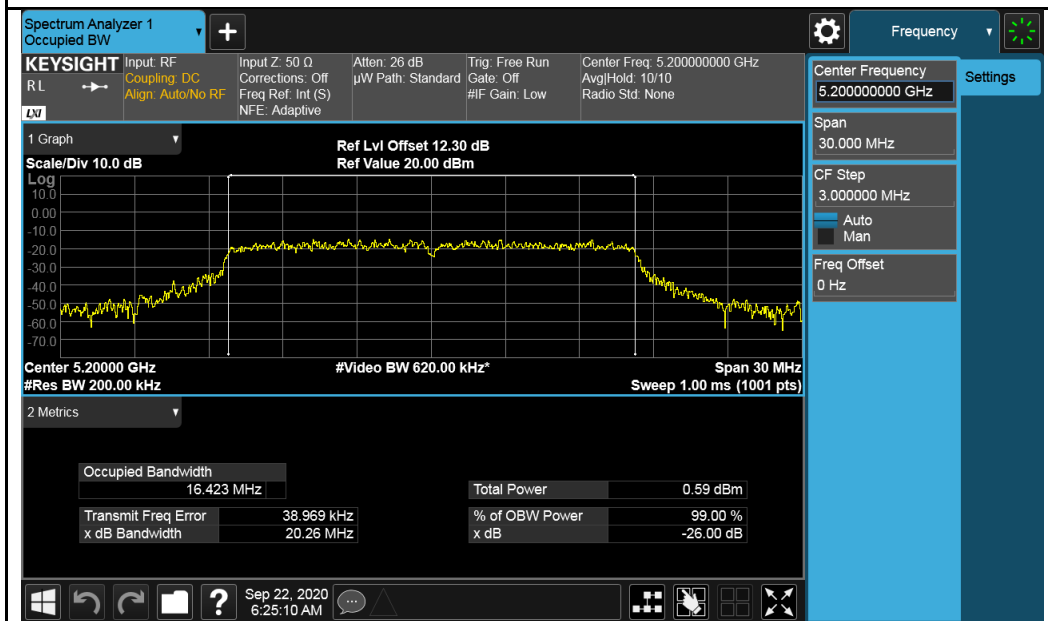 Spectrum Analyzer 1
Occupied BW
+
Frequency
KEYSIGHT
RL
LXI
Input: RF
Coupling: DC
Align: Auto/No RF
Input Z: 50 Ω
Corrections: Off
Freq Ref: Int (S)
NFE: Adaptive
Atten: 26 dB
µW Path: Standard
Trig: Free Run
Gate: Off
#IF Gain: Low
Center Freq: 5.200000000 GHz
Avg|Hold: 10/10
Radio Std: None
Center Frequency
5.200000000 GHz
Settings
Span
30.000 MHz
CF Step
3.000000 MHz
Auto
Man
Freq Offset
0 Hz
1 Graph
Scale/Div 10.0 dB
Ref Lvl Offset 12.30 dB
Ref Value 20.00 dBm
Log
10.0
0.00
-10.0
-20.0
-30.0
-40.0
-50.0
-60.0
-70.0
Center 5.20000 GHz
#Video BW 620.00 kHz*
Span 30 MHz
#Res BW 200.00 kHz
Sweep 1.00 ms (1001 pts)
2 Metrics
Occupied Bandwidth
16.423 MHz
Total Power 0.59 dBm
Transmit Freq Error 38.969 kHz
% of OBW Power 99.00 %
x dB Bandwidth 20.26 MHz
x dB -26.00 dB
?
Sep 22, 2020
6:25:10 AM